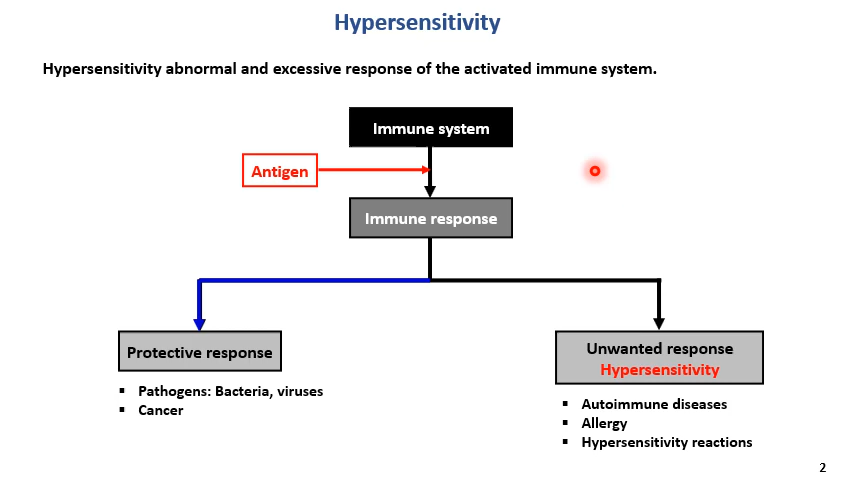 Hypersensitivity
Hypersensitivity abnormal and excessive response of the activated immune system.
Immune system
Antigen
Immune response
Protective response
▪ Pathogens: Bacteria, viruses
▪ Cancer
Unwanted response
Hypersensitivity
▪ Autoimmune diseases
▪ Allergy
▪ Hypersensitivity reactions
2